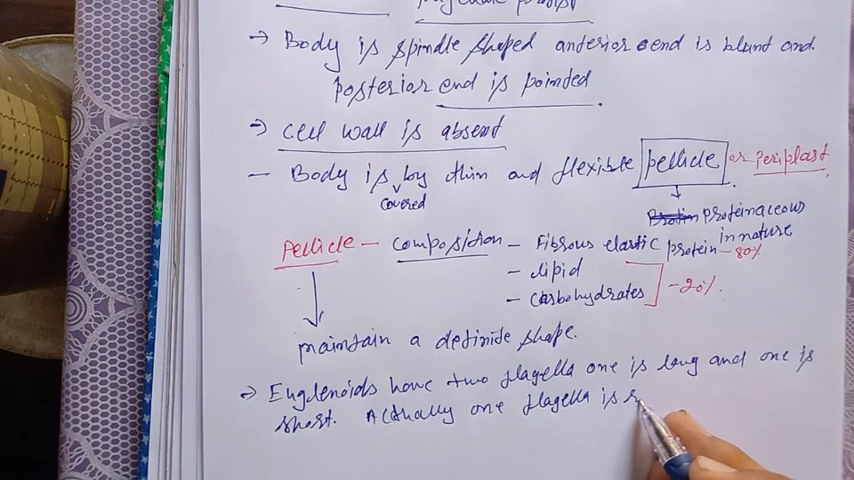 protist
→ Body is spindle shaped anterior end is blunt and
posterior end is pointed
→ cell wall is absent
- Body is by thin and flexible pellicle or periplast
covered
proteinaceous
in nature
Pellicle - composition - Fibrous elastic protein - 80%
- lipid
- carbohydrates - 20%
maintain a definite shape.
→ Euglenoids have two flagella one is long and one is
short. Actually one flagella is s